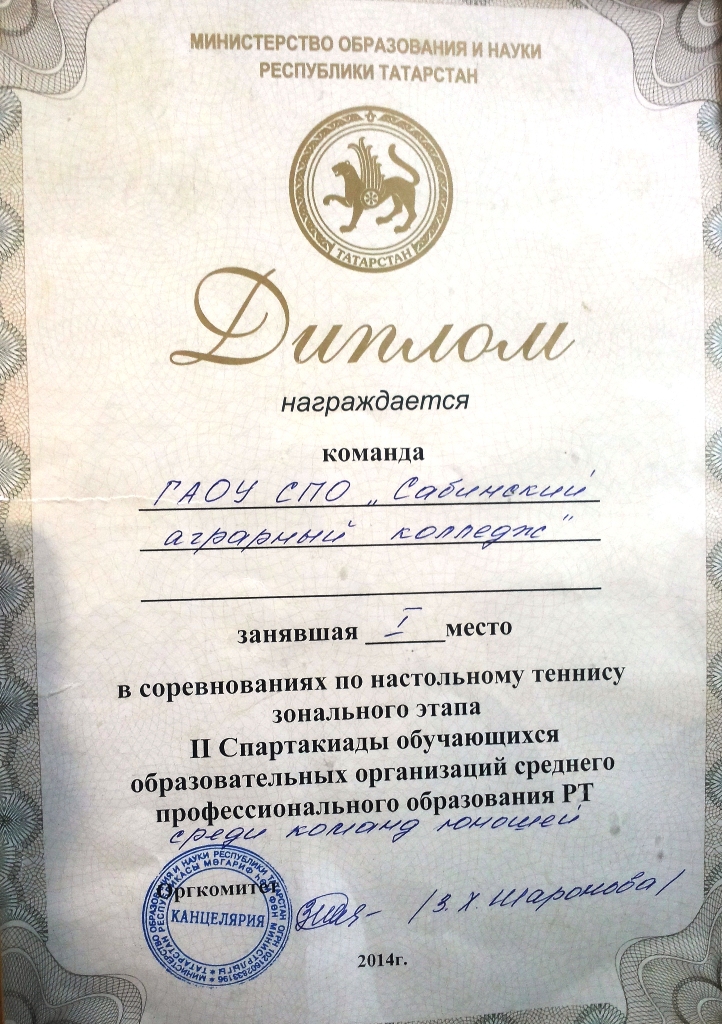 МИНИСТЕРСТВО ОБРАЗОВАНИЯ И НАУКИ
РЕСПУБЛИКИ ТАТАРСТАН
ТАТАРСТАН
Диплом
награждается
команда
ГАОУ СПО „Сабинский
аграрный колледж"
занявшая I место
в соревнованиях по настольному теннису
зонального этапа
II Спартакиады обучающихся
образовательных организаций среднего
профессионального образования РТ
среди команд юношей
Оргкомитет
/З. Х. Шаронова/
КАНЦЕЛЯРИЯ
2014г.